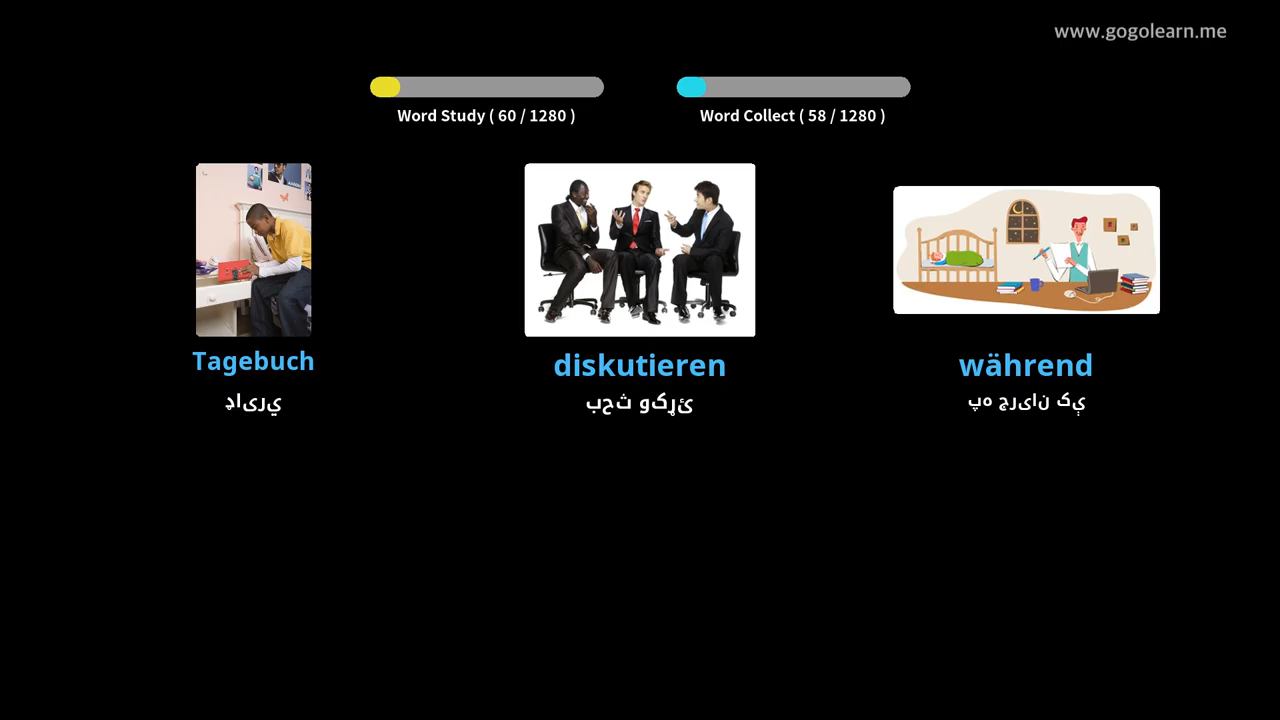 www.gogolearn.me
Word Study ( 60 / 1280 )
Word Collect ( 58 / 1280 )
Tagebuch
ډایري
diskutieren
بحث وکړئ
während
په جریان کې